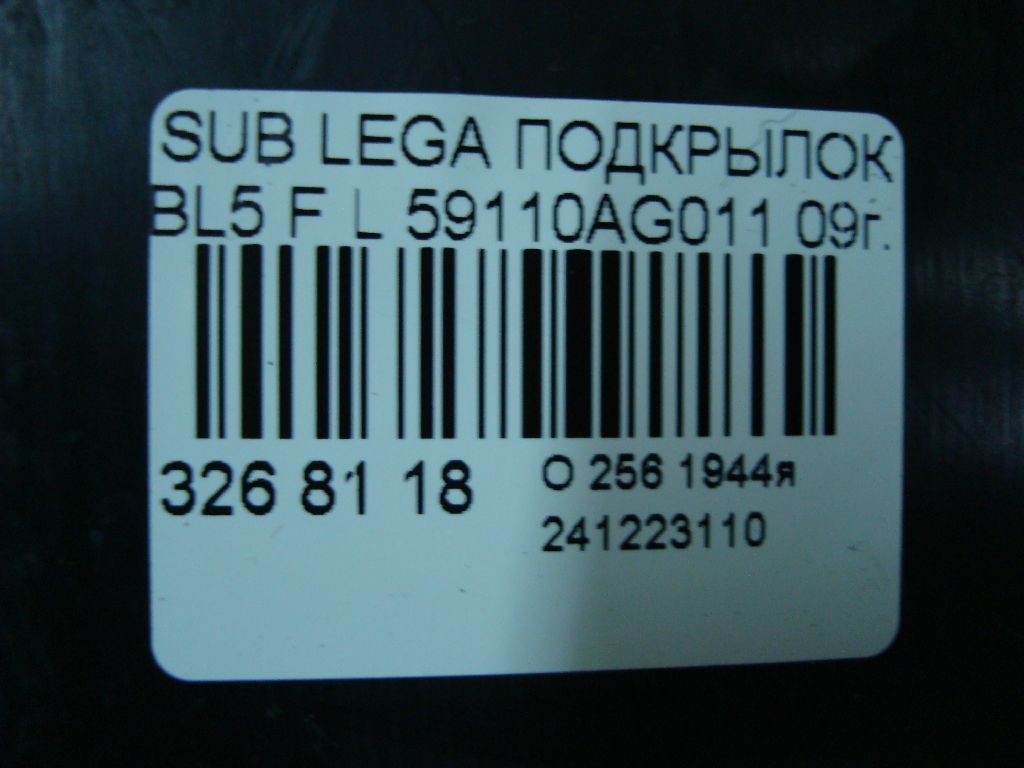 SUB LEGA ПОДКРЫЛОК
BL5 F L 59110AG011 09г.
326 81 18
О 256 1944я
241223110